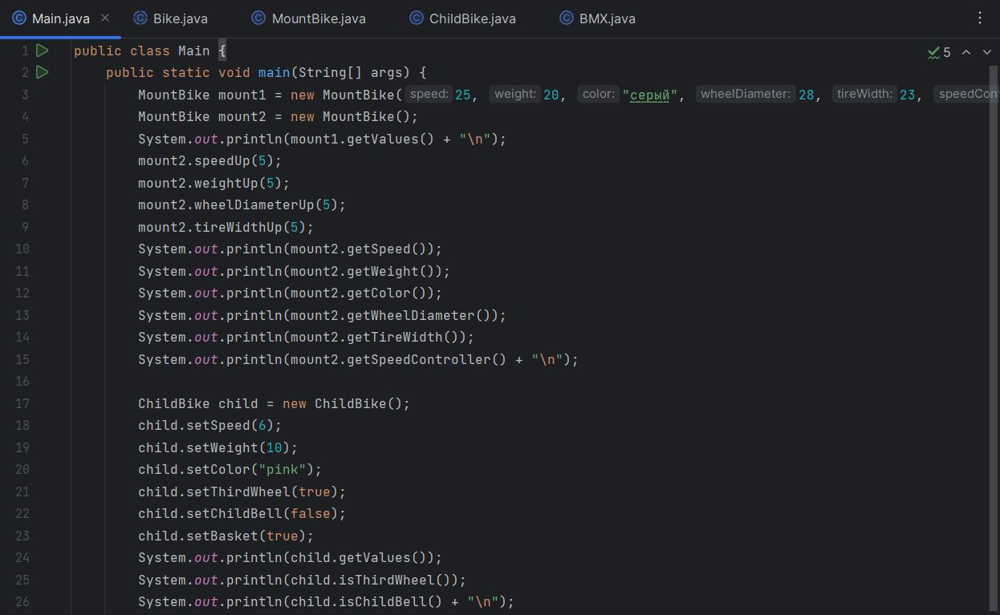 Main.java Bike.java MountBike.java ChildBike.java BMX.java
1 public class Main { 5
2 public static void main(String[] args) {
3 MountBike mount1 = new MountBike( speed: 25, weight: 20, color: "серый", wheelDiameter: 28, tireWidth: 23, speedCon
4 MountBike mount2 = new MountBike();
5 System.out.println(mount1.getValues() + "\n");
6 mount2.speedUp(5);
7 mount2.weightUp(5);
8 mount2.wheelDiameterUp(5);
9 mount2.tireWidthUp(5);
10 System.out.println(mount2.getSpeed());
11 System.out.println(mount2.getWeight());
12 System.out.println(mount2.getColor());
13 System.out.println(mount2.getWheelDiameter());
14 System.out.println(mount2.getTireWidth());
15 System.out.println(mount2.getSpeedController() + "\n");
16
17 ChildBike child = new ChildBike();
18 child.setSpeed(6);
19 child.setWeight(10);
20 child.setColor("pink");
21 child.setThirdWheel(true);
22 child.setChildBell(false);
23 child.setBasket(true);
24 System.out.println(child.getValues());
25 System.out.println(child.isThirdWheel());
26 System.out.println(child.isChildBell() + "\n");